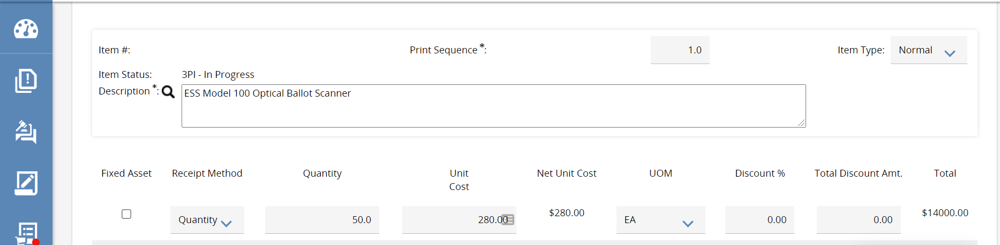 Item #:
Print Sequence *:
1.0
Item Type:
Normal
Item Status:
3PI - In Progress
Description *:
ESS Model 100 Optical Ballot Scanner
Fixed Asset
Receipt Method
Quantity
Unit
Cost
Net Unit Cost
UOM
Discount %
Total Discount Amt.
Total
Quantity
50.0
280.00
$280.00
EA
0.00
0.00
$14000.00